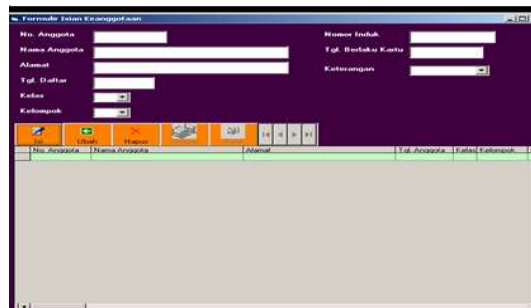 Formulir Isian Keanggotaan
No. Anggota
Nomor Induk
Nama Anggota
Tgl. Berlaku Kartu
Alamat
Keterangan
Tgl. Daftar
Kelas
Kelompok
Isi Ubah Hapus
No. Anggota Nama Anggota Alamat Tgl. Anggota Kelas Kelompok